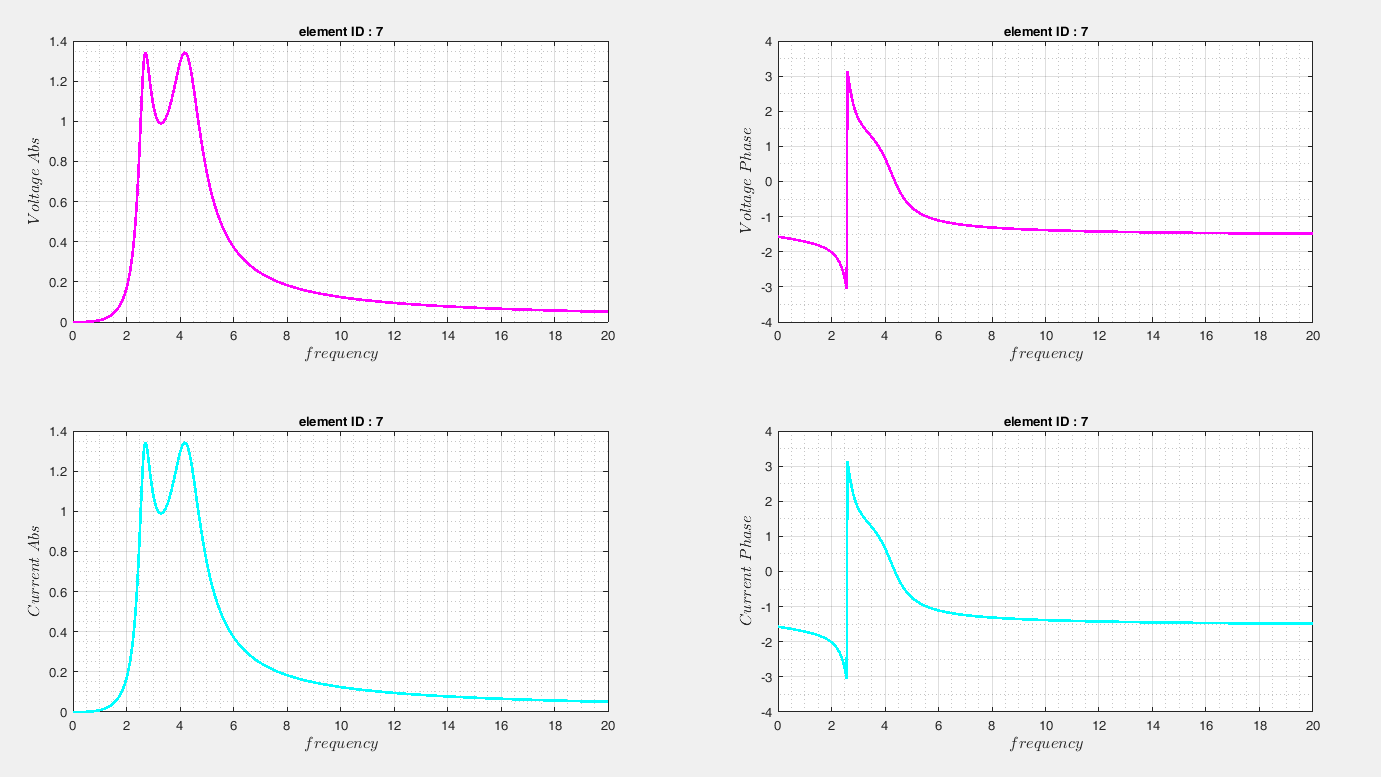 element ID : 7
1.4
1.2
1
0.8
0.6
0.4
0.2
0
Voltage Abs
0 2 4 6 8 10 12 14 16 18 20
frequency
element ID : 7
4
3
2
1
0
-1
-2
-3
-4
Voltage Phase
0 2 4 6 8 10 12 14 16 18 20
frequency
element ID : 7
1.4
1.2
1
0.8
0.6
0.4
0.2
0
Current Abs
0 2 4 6 8 10 12 14 16 18 20
frequency
element ID : 7
4
3
2
1
0
-1
-2
-3
-4
Current Phase
0 2 4 6 8 10 12 14 16 18 20
frequency